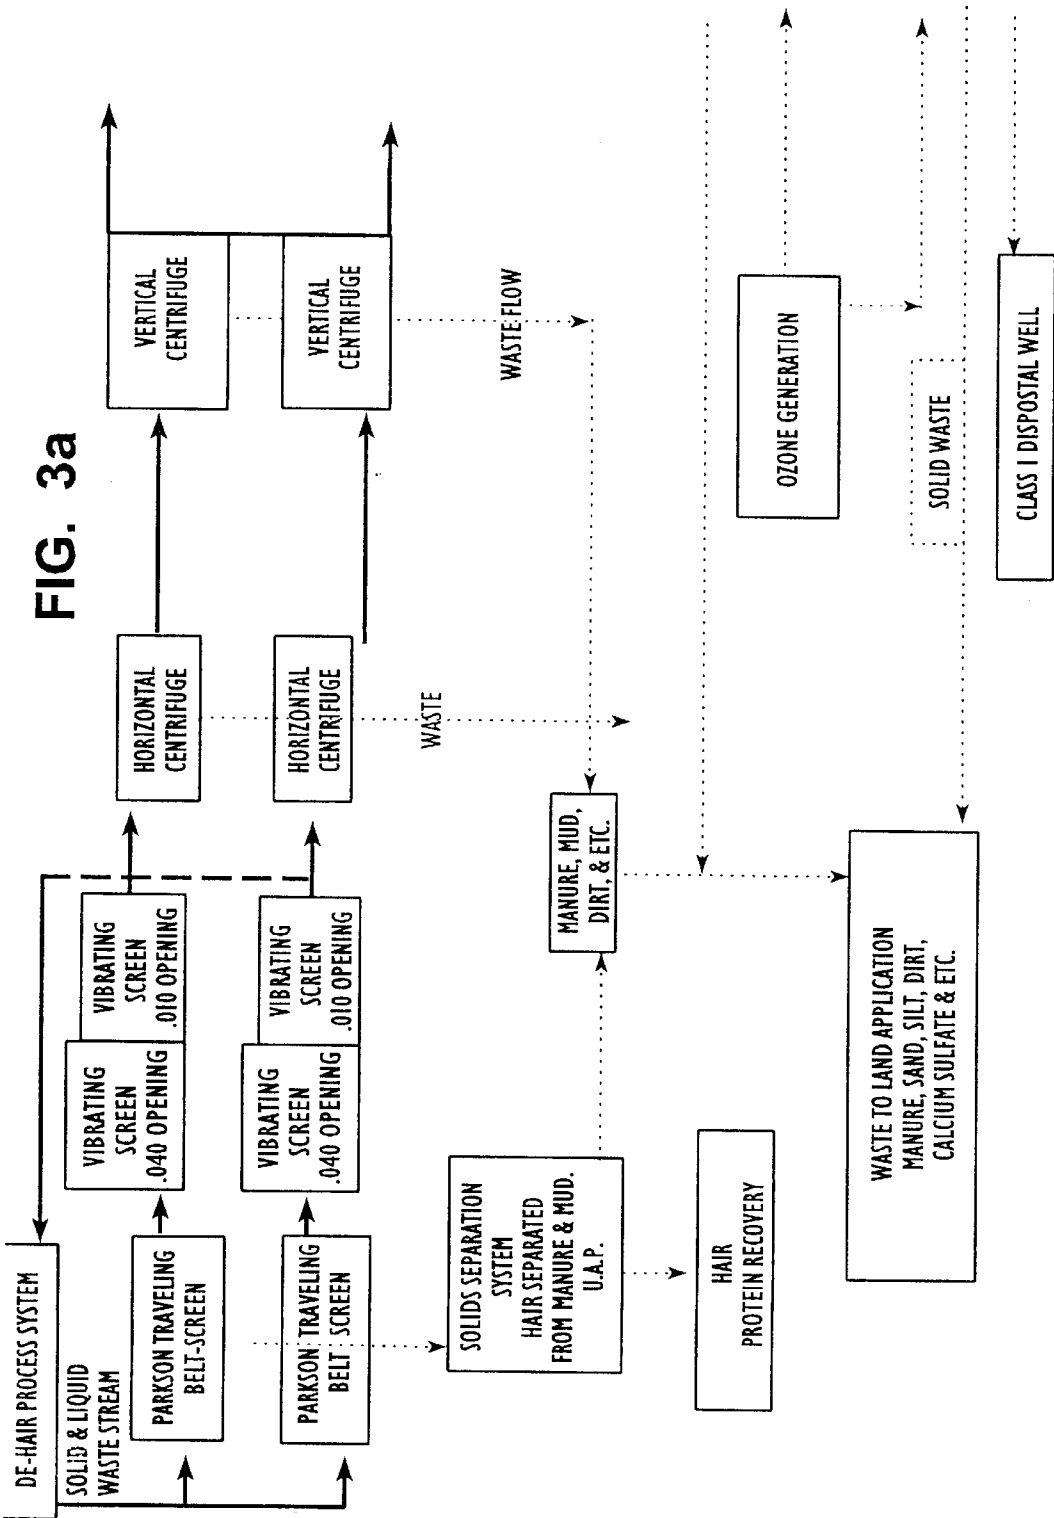 FIG. 3a
DE-HAIR PROCESS SYSTEM
SOLID & LIQUID
WASTE STREAM
PARKSON TRAVELING
BELT-SCREEN
VIBRATING
SCREEN
.040 OPENING
VIBRATING
SCREEN
.010 OPENING
HORIZONTAL
CENTRIFUGE
VERTICAL
CENTRIFUGE
PARKSON TRAVELING
BELT SCREEN
VIBRATING
SCREEN
.040 OPENING
VIBRATING
SCREEN
.010 OPENING
HORIZONTAL
CENTRIFUGE
VERTICAL
CENTRIFUGE
WASTE
WASTE FLOW
SOLIDS SEPARATION
SYSTEM
HAIR SEPARATED
FROM MANURE & MUD.
U.A.P.
MANURE, MUD,
DIRT, & ETC.
HAIR
PROTEIN RECOVERY
OZONE GENERATION
WASTE TO LAND APPLICATION
MANURE, SAND, SILT, DIRT,
CALCIUM SULFATE & ETC.
SOLID WASTE
CLASS I DISPOSTAL WELL